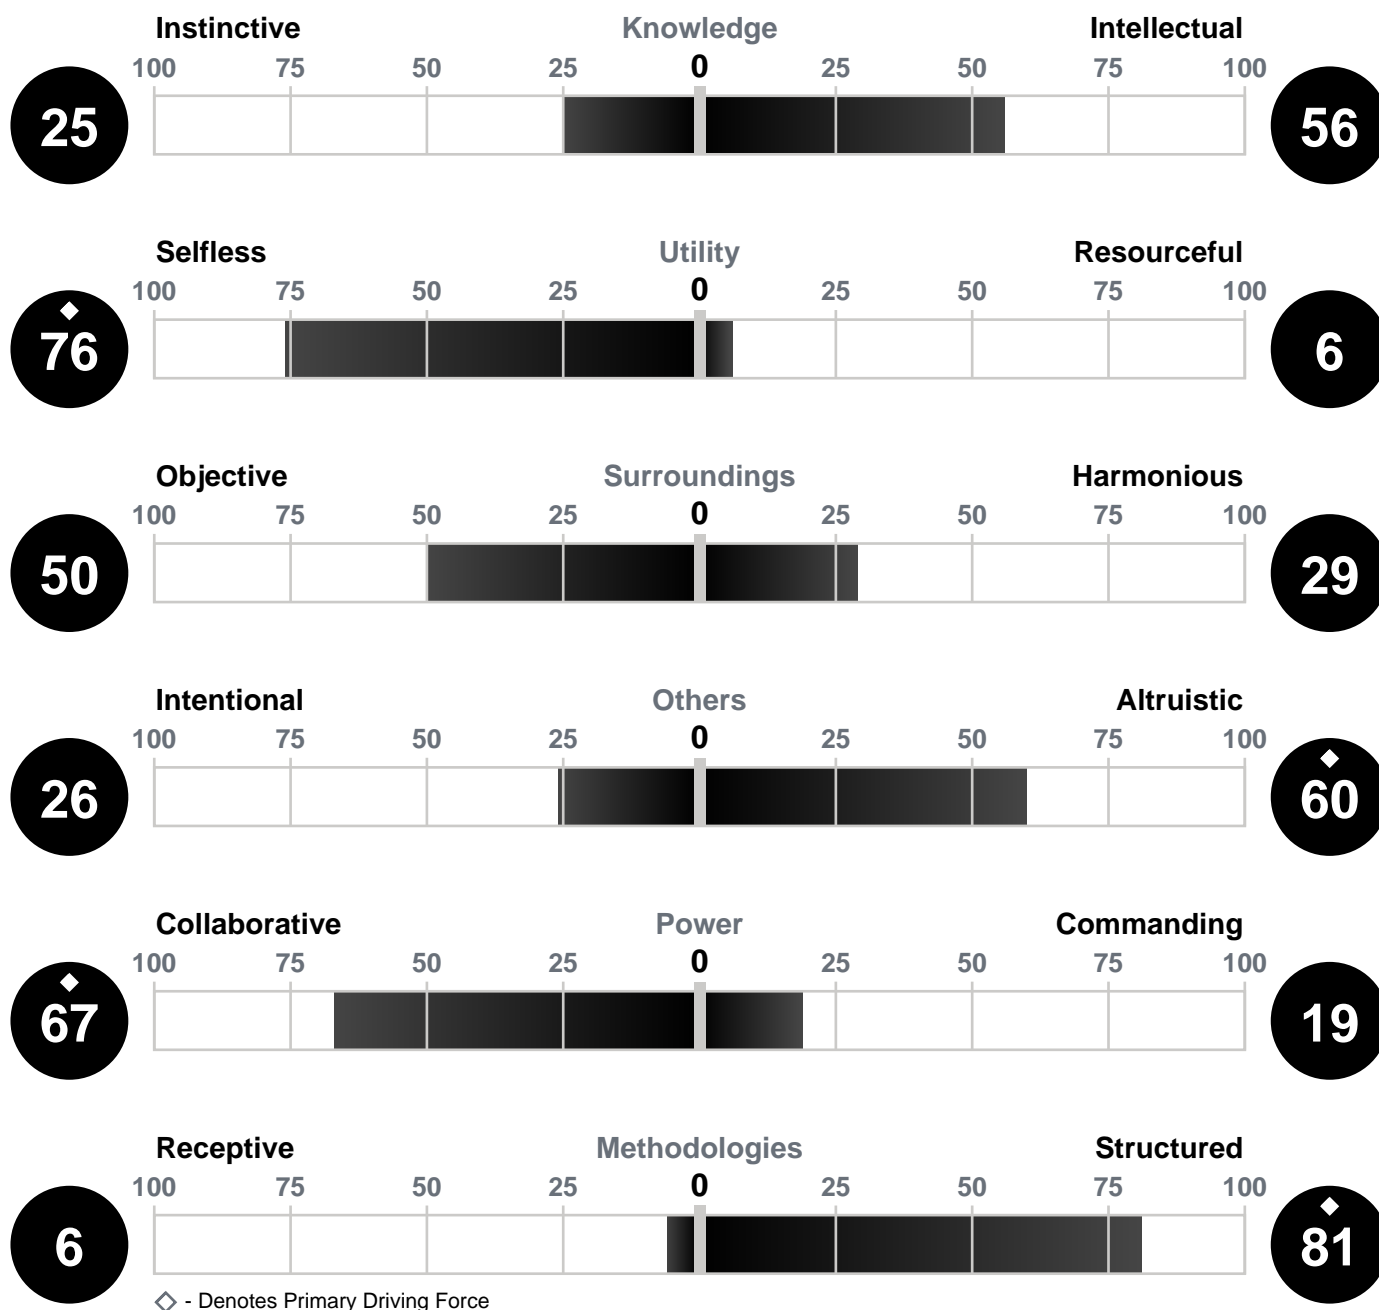 Instinctive Knowledge Intellectual
100 75 50 25 0 25 50 75 100
25 56
Selfless Utility Resourceful
100 75 50 25 0 25 50 75 100
76 6
Objective Surroundings Harmonious
100 75 50 25 0 25 50 75 100
50 29
Intentional Others Altruistic
100 75 50 25 0 25 50 75 100
26 60
Collaborative Power Commanding
100 75 50 25 0 25 50 75 100
67 19
Receptive Methodologies Structured
100 75 50 25 0 25 50 75 100
6 81
- Denotes Primary Driving Force